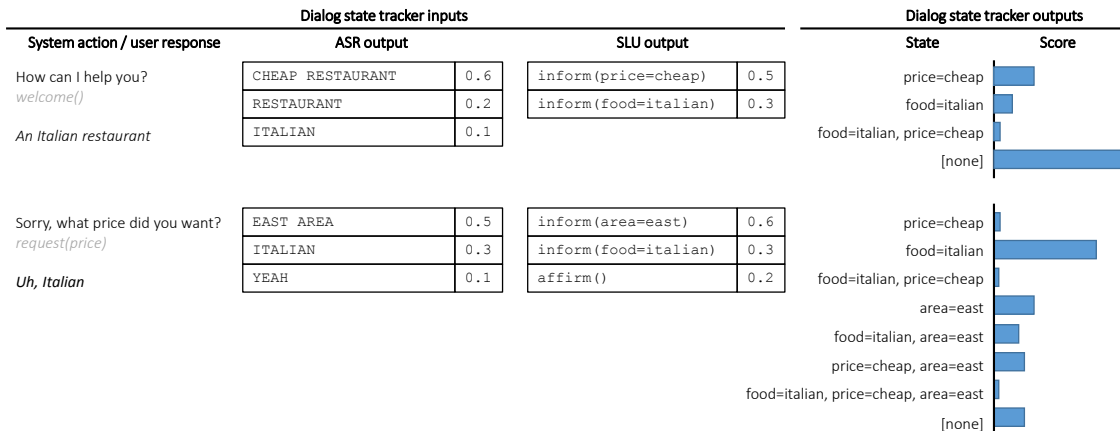 Dialog state tracker inputs
Dialog state tracker outputs
System action / user response
ASR output
SLU output
State
Score
How can I help you?
welcome()
An Italian restaurant
CHEAP RESTAURANT 0.6
RESTAURANT 0.2
ITALIAN 0.1
inform(price=cheap) 0.5
inform(food=italian) 0.3
price=cheap
food=italian
food=italian, price=cheap
[none]
Sorry, what price did you want?
request(price)
Uh, Italian
EAST AREA 0.5
ITALIAN 0.3
YEAH 0.1
inform(area=east) 0.6
inform(food=italian) 0.3
affirm() 0.2
price=cheap
food=italian
food=italian, price=cheap
area=east
food=italian, area=east
price=cheap, area=east
food=italian, price=cheap, area=east
[none]